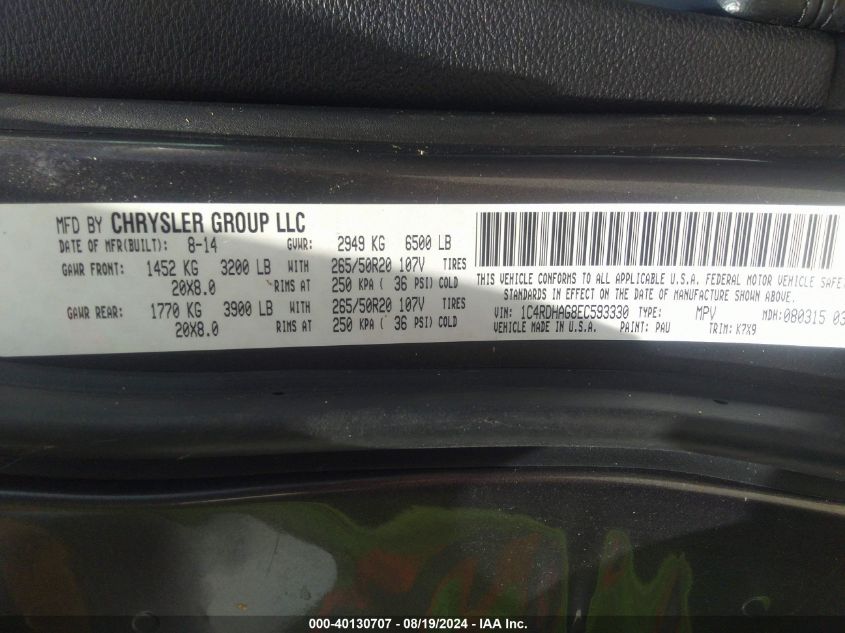 MFD BY CHRYSLER GROUP LLC
DATE OF MFR(BUILT): 8-14 GVWR: 2949 KG 6500 LB
GAWR FRONT: 1452 KG 3200 LB WITH 265/50R20 107V TIRES
20X8.0 RIMS AT 250 KPA ( 36 PSI) COLD
GAWR REAR: 1770 KG 3900 LB WITH 265/50R20 107V TIRES
20X8.0 RIMS AT 250 KPA ( 36 PSI) COLD
THIS VEHICLE CONFORMS TO ALL APPLICABLE U.S.A. FEDERAL MOTOR VEHICLE SAFE
STANDARDS IN EFFECT ON THE DATE OF MANUFACTURE SHOWN ABOVE.
VIN: 1C4RDHAG8EC593330 TYPE: MPV MDH: 080315 03
VEHICLE MADE IN U.S.A. PAINT: PAU TRIM: K7X9
000-40130707 - 08/19/2024 - IAA Inc.